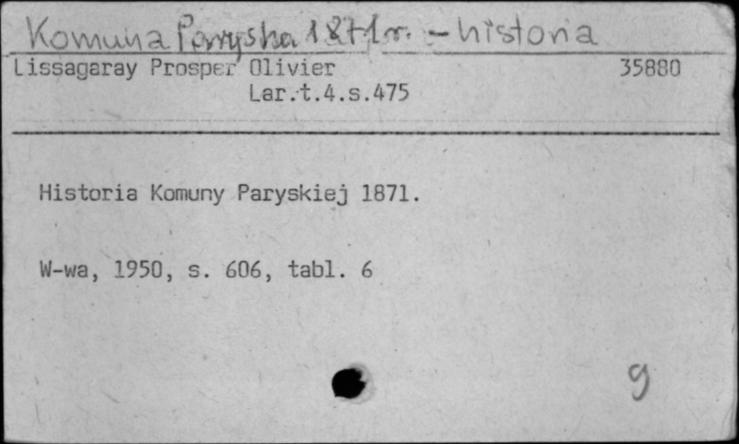 Komuna Paryska 1871 r. - historia
Lissagaray Prosper Olivier 35880
Lar.t.4.s.475
Historia Komuny Paryskiej 1871.
W-wa, 1950, s. 606, tabl. 6
g